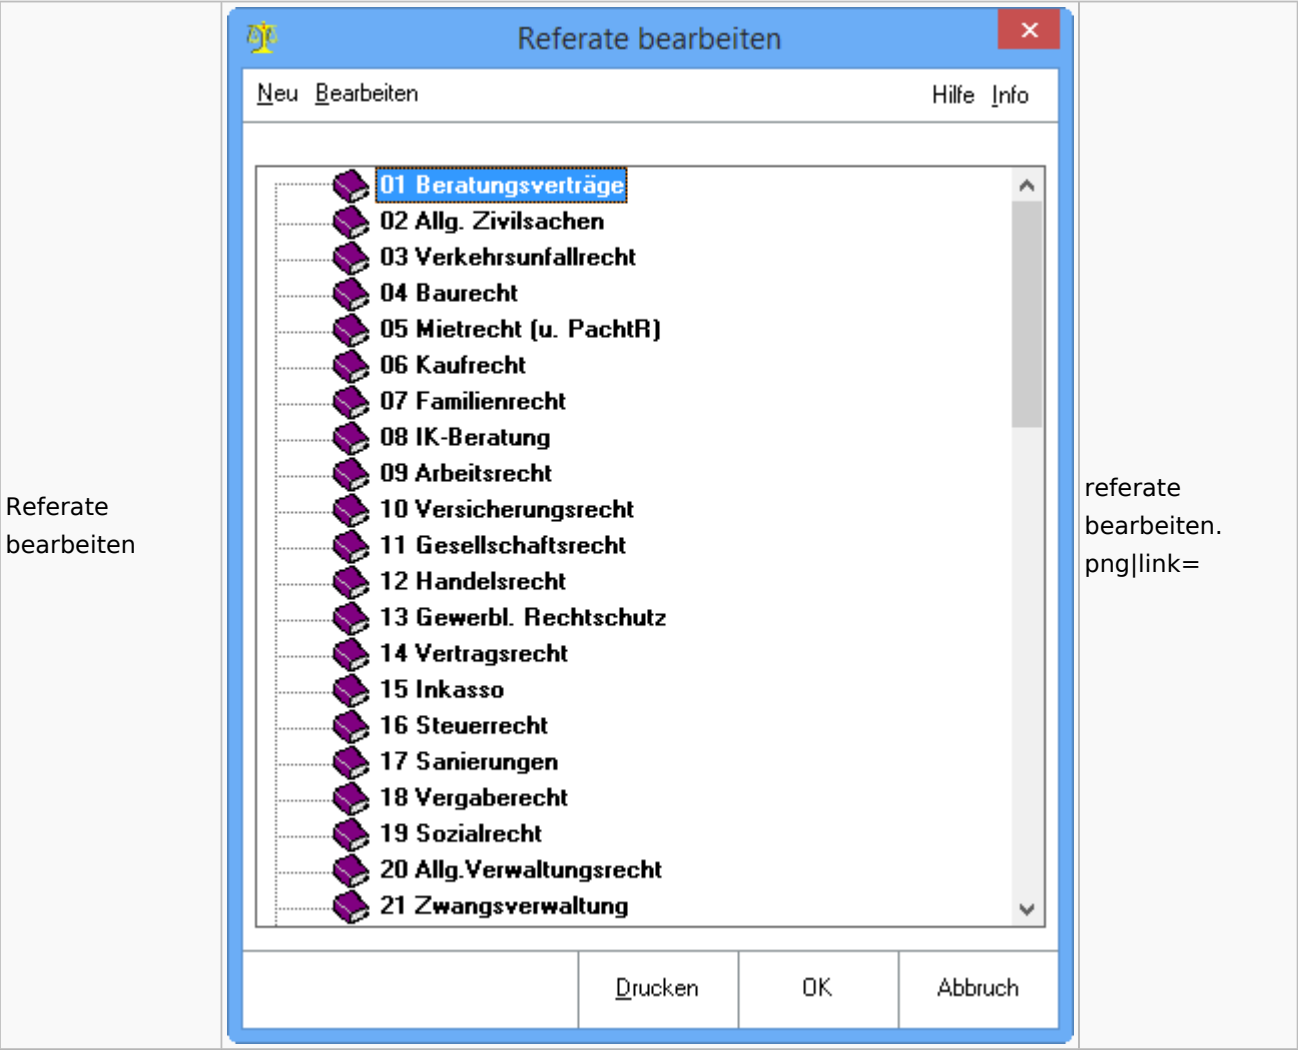 Referate
bearbeiten
Referate bearbeiten
Neu Bearbeiten Hilfe Info
01 Beratungsverträge
02 Allg. Zivilsachen
03 Verkehrsunfallrecht
04 Baurecht
05 Mietrecht (u. PachtR)
06 Kaufrecht
07 Familienrecht
08 IK-Beratung
09 Arbeitsrecht
10 Versicherungsrecht
11 Gesellschaftsrecht
12 Handelsrecht
13 Gewerbl. Rechtschutz
14 Vertragsrecht
15 Inkasso
16 Steuerrecht
17 Sanierungen
18 Vergaberecht
19 Sozialrecht
20 Allg.Verwaltungsrecht
21 Zwangsverwaltung
Drucken OK Abbruch
referate
bearbeiten.
png|link=